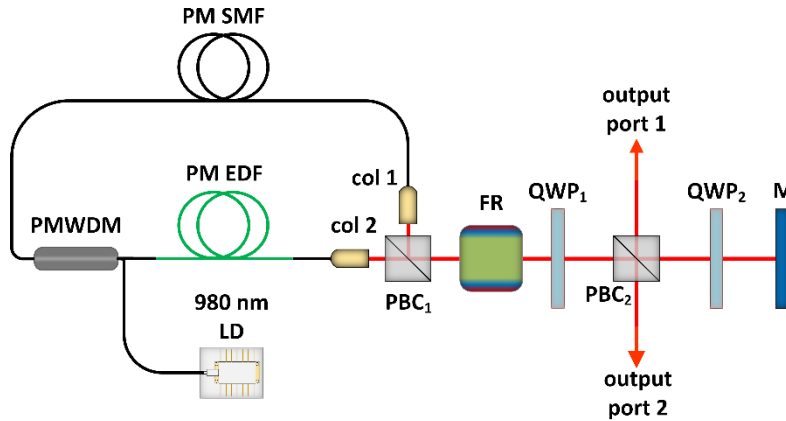 PM SMF
output
port 1
PM EDF
col 1
QWP₁
QWP₂
M
FR
PMWDM
col 2
980 nm
LD
PBC₁
PBC₂
output
port 2